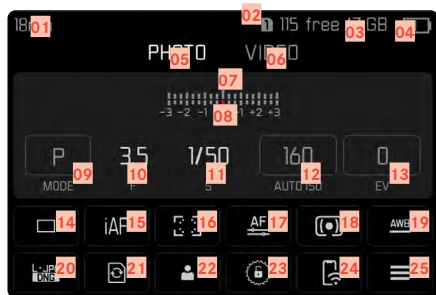 01 02 1 115 free 03 GB 04
PHOTO 05 VIDEO 06
07
-3 -2 -1 08 -1 +2 +3
P 09 3.5 10 1/50 11 160 12 0 13
MODE F S AUTO ISO EV
14 iAF 15 16 AF 17 18 AWB 19
L-JPG
DNG 20 21 22 23 24 25